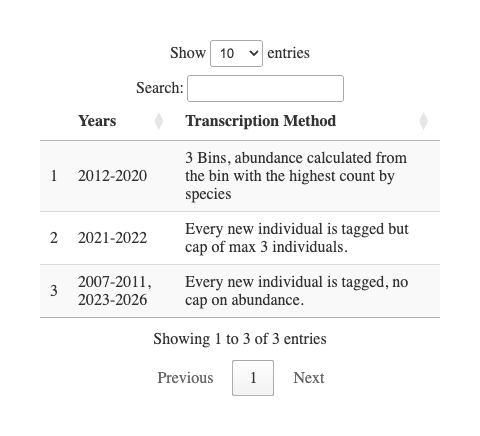 Show 10 entries
Search:
Years Transcription Method
1 2012-2020 3 Bins, abundance calculated from
the bin with the highest count by
species
2 2021-2022 Every new individual is tagged but
cap of max 3 individuals.
3 2007-2011, Every new individual is tagged, no
2023-2026 cap on abundance.
Showing 1 to 3 of 3 entries
Previous 1 Next